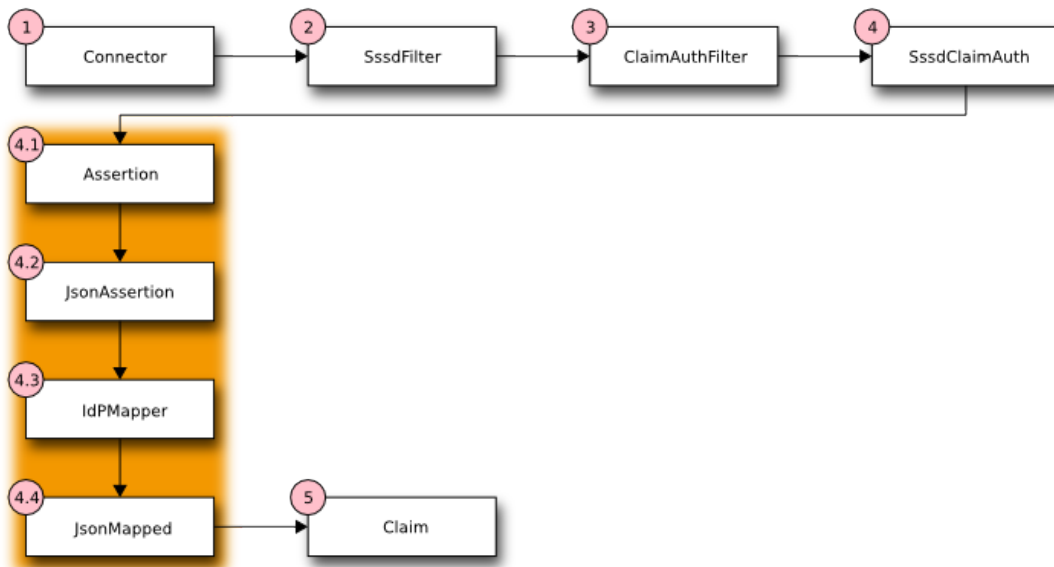 1
Connector
2
SssdFilter
3
ClaimAuthFilter
4
SssdClaimAuth
4.1
Assertion
4.2
JsonAssertion
4.3
IdPMapper
4.4
JsonMapped
5
Claim